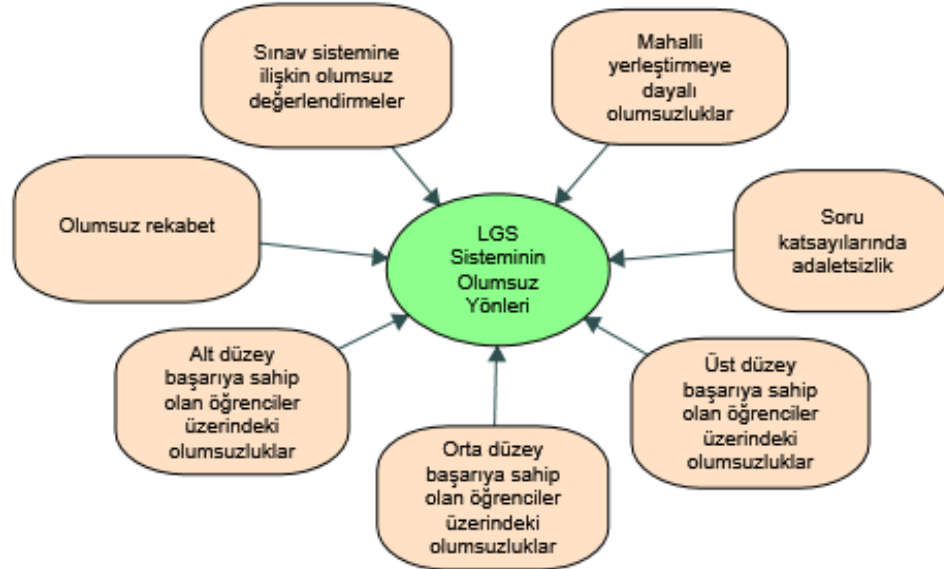 Sınav sistemine
ilişkin olumsuz
değerlendirmeler
Mahalli
yerleştirmeye
dayalı
olumsuzluklar
Olumsuz rekabet
LGS
Sisteminin
Olumsuz
Yönleri
Soru
katsayılarında
adaletsizlik
Alt düzey
başarıya sahip
olan öğrenciler
üzerindeki
olumsuzluklar
Orta düzey
başarıya sahip
olan öğrenciler
üzerindeki
olumsuzluklar
Üst düzey
başarıya sahip
olan öğrenciler
üzerindeki
olumsuzluklar